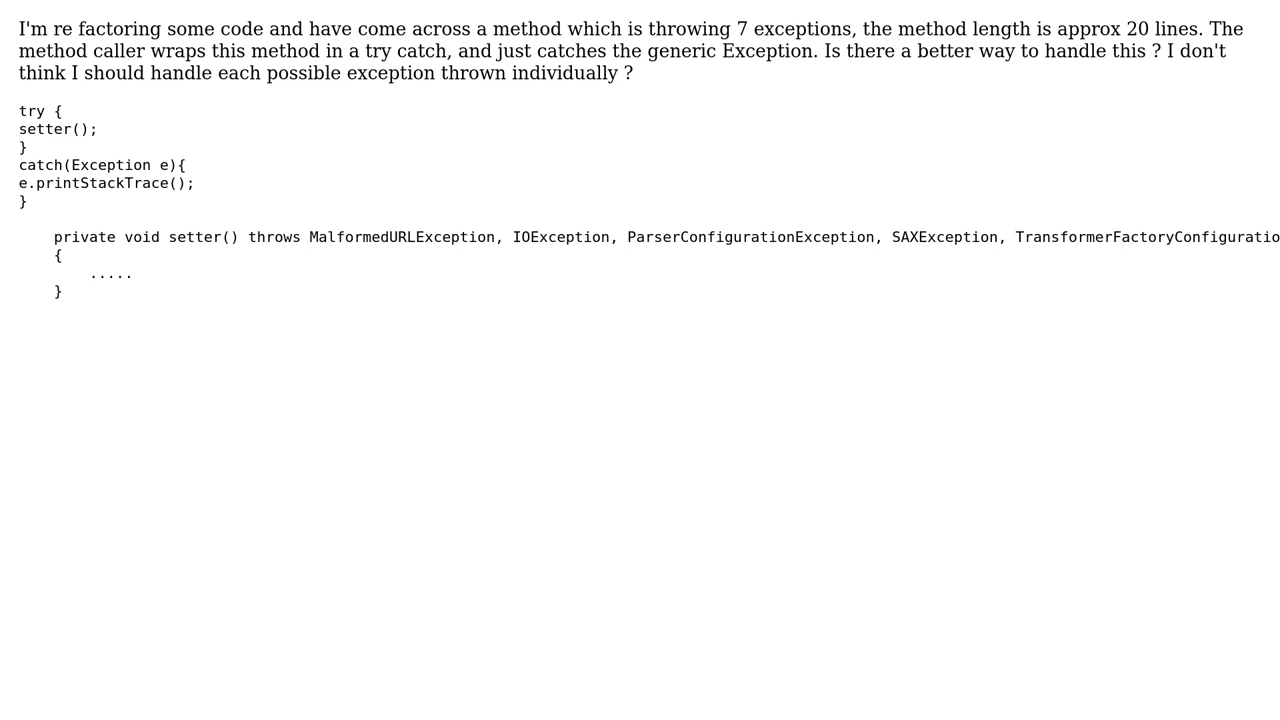 I'm re factoring some code and have come across a method which is throwing 7 exceptions, the method length is approx 20 lines. The
method caller wraps this method in a try catch, and just catches the generic Exception. Is there a better way to handle this ? I don't
think I should handle each possible exception thrown individually ?
try {
setter();
}
catch(Exception e){
e.printStackTrace();
}
private void setter() throws MalformedURLException, IOException, ParserConfigurationException, SAXException, TransformerFactoryConfiguratio
{
.....
}